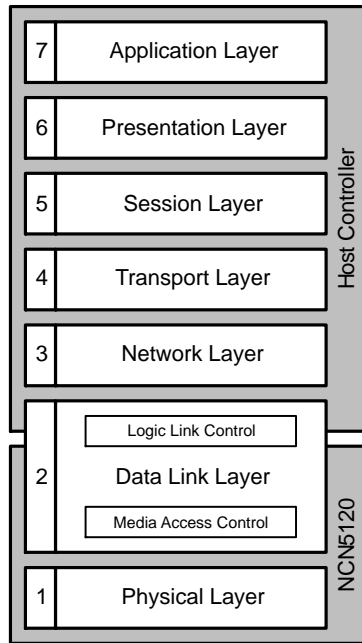 7 Application Layer
6 Presentation Layer
5 Session Layer
4 Transport Layer
3 Network Layer
Host Controller
Logic Link Control
2 Data Link Layer
Media Access Control
1 Physical Layer
NCN5120